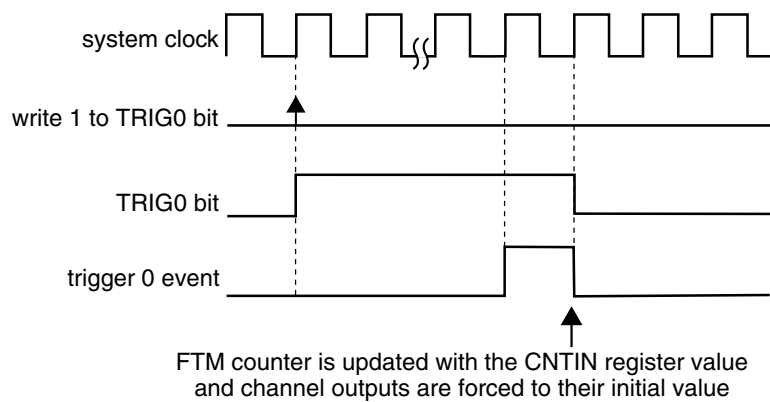 system clock
write 1 to TRIG0 bit
TRIG0 bit
trigger 0 event
FTM counter is updated with the CNTIN register value
and channel outputs are forced to their initial value